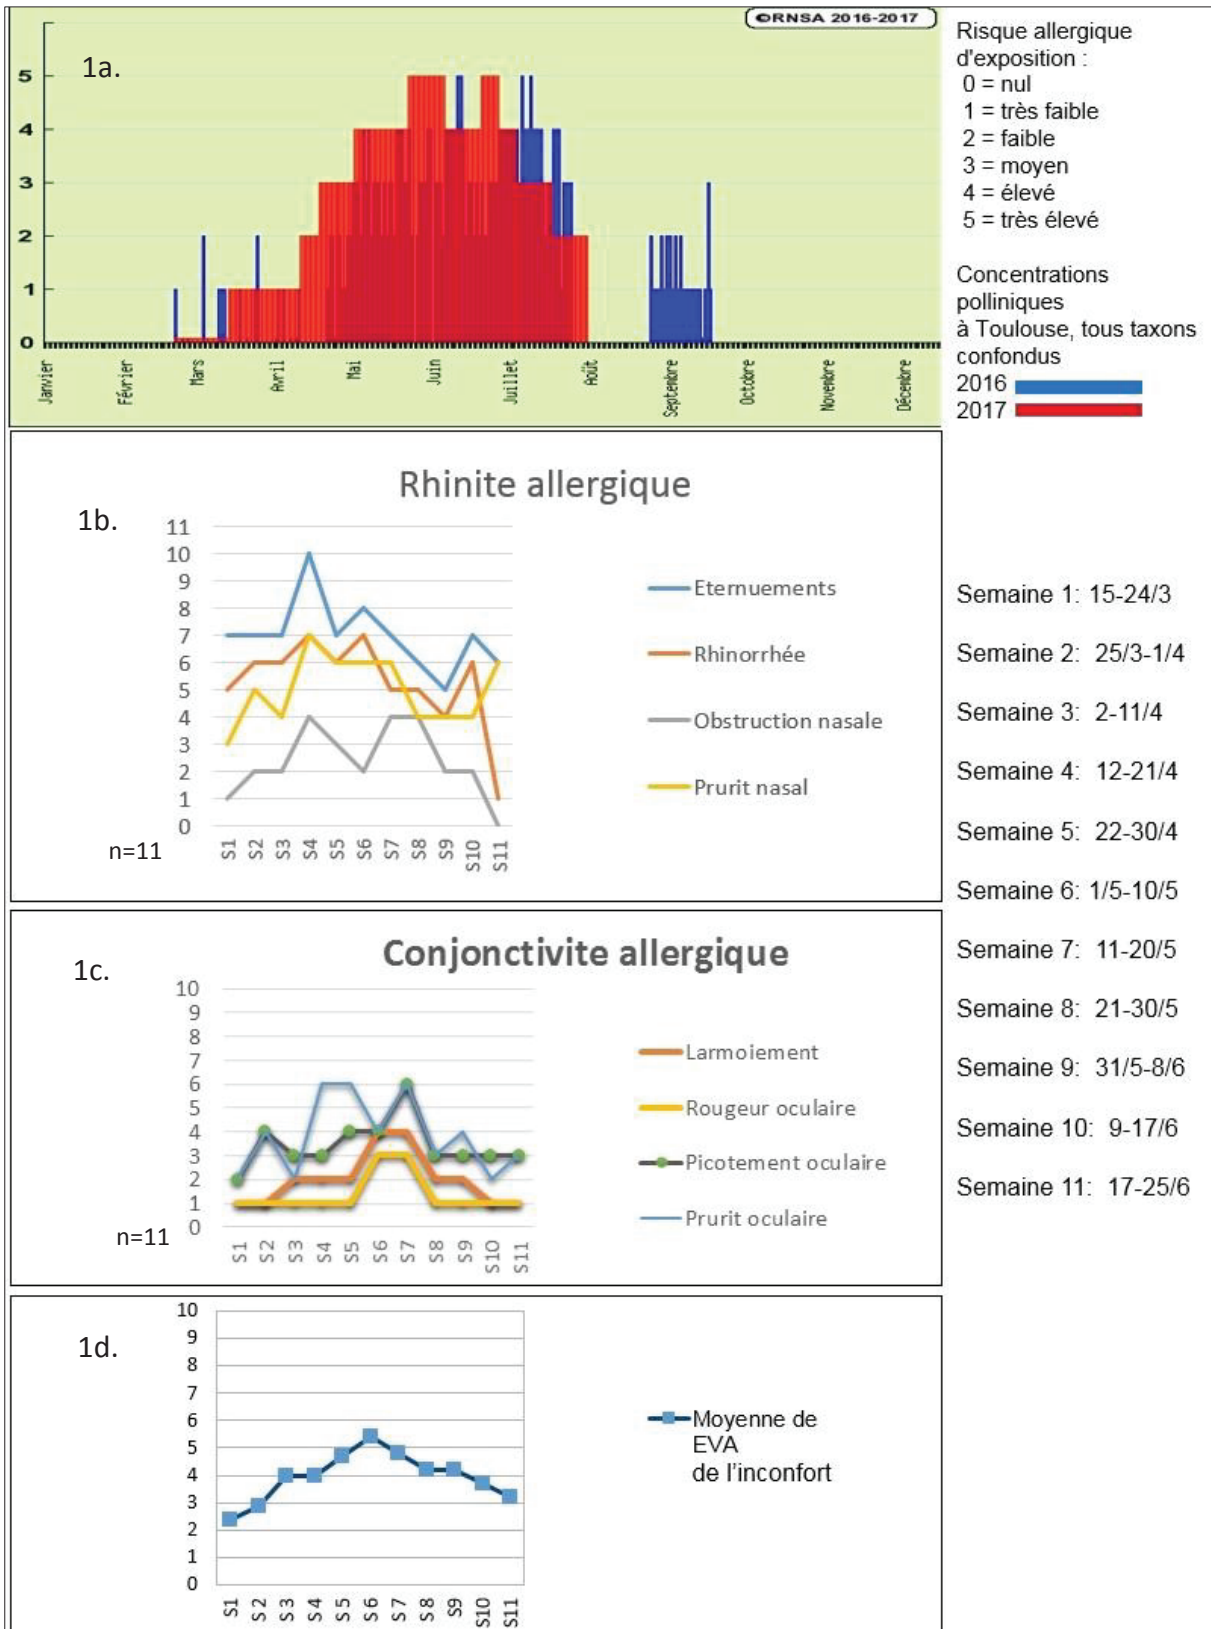 ©RNSA 2016-2017
1a.
5
4
3
2
1
0
Janvier
Février
Mars
Avril
Mai
Juin
Juillet
Août
Septembre
Octobre
Novembre
Décembre
Risque allergique
d'exposition :
0 = nul
1 = très faible
2 = faible
3 = moyen
4 = élevé
5 = très élevé
Concentrations
polliniques
à Toulouse, tous taxons
confondus
2016
2017
Rhinite allergique
1b.
11
10
9
8
7
6
5
4
3
2
1
0
n=11
S1
S2
S3
S4
S5
S6
S7
S8
S9
S10
S11
Eternuements
Rhinorrhée
Obstruction nasale
Prurit nasal
Semaine 1: 15-24/3
Semaine 2: 25/3-1/4
Semaine 3: 2-11/4
Semaine 4: 12-21/4
Semaine 5: 22-30/4
Semaine 6: 1/5-10/5
Semaine 7: 11-20/5
Semaine 8: 21-30/5
Semaine 9: 31/5-8/6
Semaine 10: 9-17/6
Semaine 11: 17-25/6
Conjonctivite allergique
1c.
10
9
8
7
6
5
4
3
2
1
0
n=11
S1
S2
S3
S4
S5
S6
S7
S8
S9
S10
S11
Larmoiement
Rougeur oculaire
Picotement oculaire
Prurit oculaire
1d.
10
9
8
7
6
5
4
3
2
1
0
S1
S 2
S 3
S 4
S 5
S 6
S7
S8
S9
S10
S11
Moyenne de
EVA
de l'inconfort